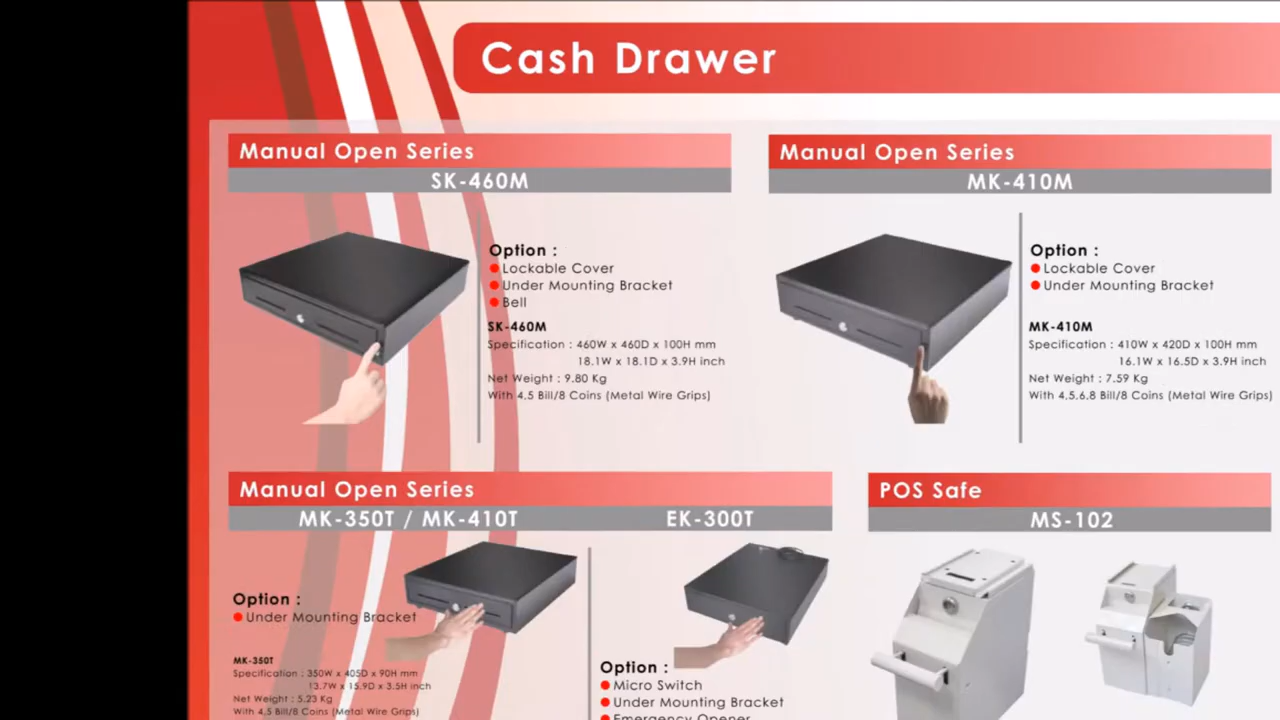 Cash Drawer
Manual Open Series
SK-460M
Option :
Lockable Cover
Under Mounting Bracket
Bell
SK-460M
Specification : 460W x 460D x 100H mm
18.1W x 18.1D x 3.9H inch
Net Weight : 9.80 Kg
With 4.5 Bill/8 Coins (Metal Wire Grips)
Manual Open Series
MK-410M
Option :
Lockable Cover
Under Mounting Bracket
MK-410M
Specification : 410W x 420D x 100H mm
16.1W x 16.5D x 3.9H inch
Net Weight : 7.59 Kg
With 4.5.6.8 Bill/8 Coins (Metal Wire Grips)
Manual Open Series
MK-350T / MK-410T
EK-300T
Option :
Under Mounting Bracket
MK-350T
Specification : 350W x 405D x 90H mm
13.7W x 15.9D x 3.5H inch
Net Weight : 5.23 Kg
With 4.5 Bill/8 Coins (Metal Wire Grips)
Option :
Micro Switch
Under Mounting Bracket
Emergency Opener
POS Safe
MS-102